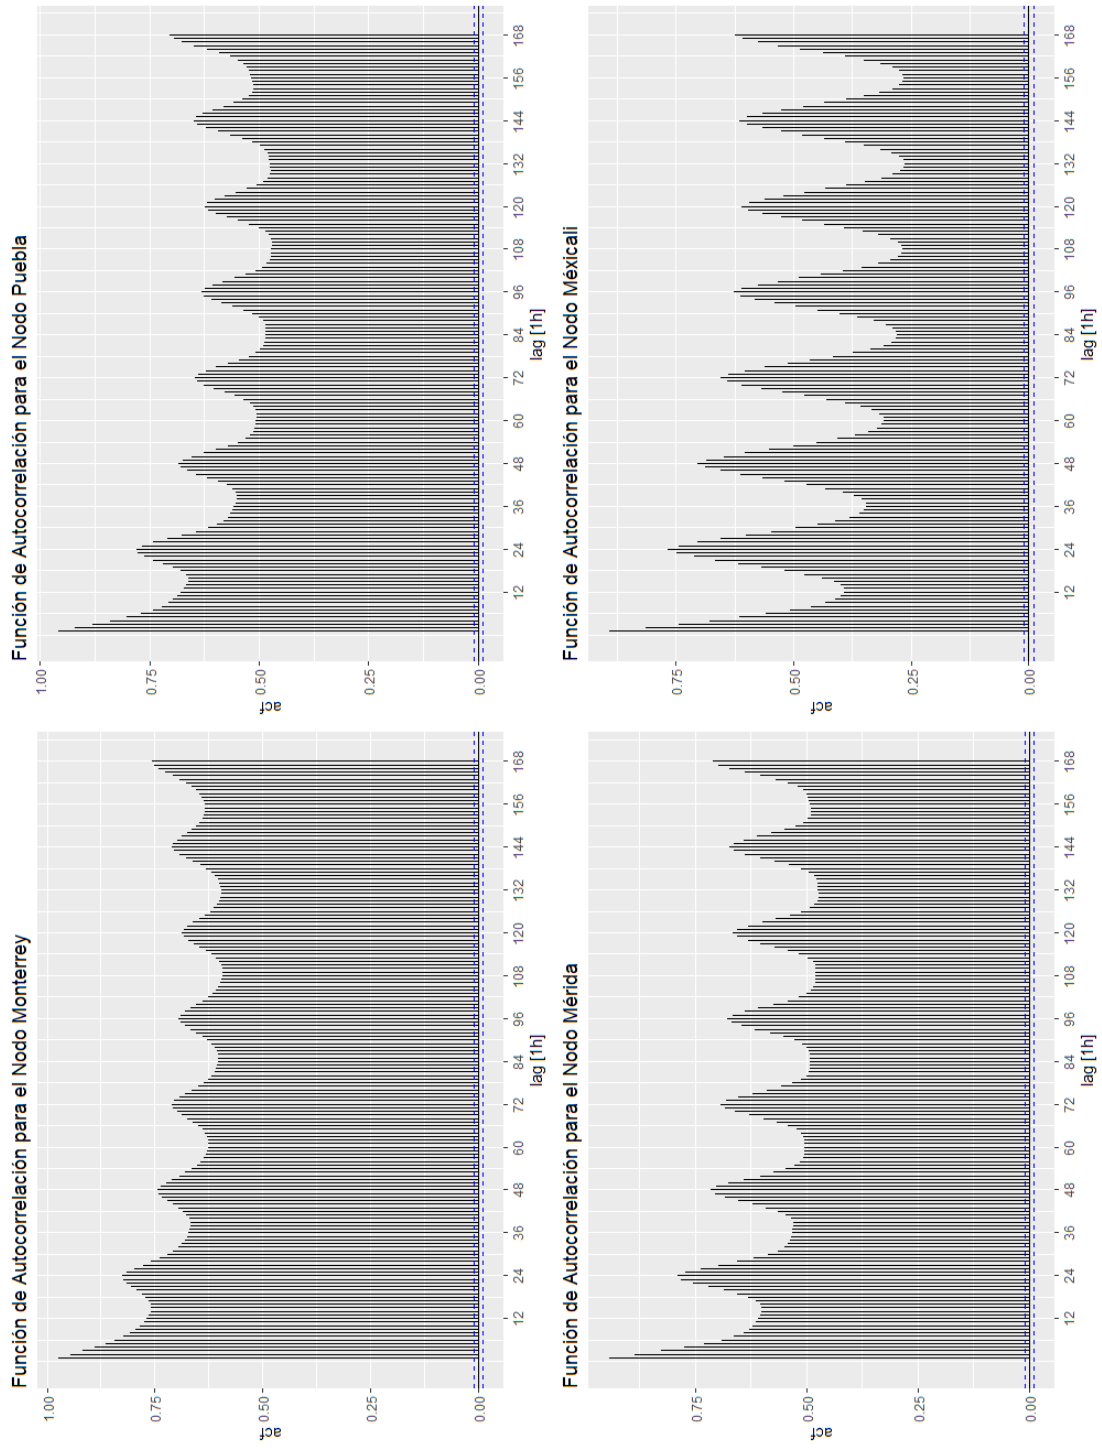 Función de Autocorrelación para el Nodo Monterrey
1.00
0.75
0.50
0.25
0.00
acf
12 24 36 48 60 72 84 96 108 120 132 144 156 168
lag [1h]
Función de Autocorrelación para el Nodo Puebla
1.00
0.75
0.50
0.25
0.00
acf
12 24 36 48 60 72 84 96 108 120 132 144 156 168
lag [1h]
Función de Autocorrelación para el Nodo Mérida
0.75
0.50
0.25
0.00
acf
12 24 36 48 60 72 84 96 108 120 132 144 156 168
lag [1h]
Función de Autocorrelación para el Nodo Méxicali
0.75
0.50
0.25
0.00
acf
12 24 36 48 60 72 84 96 108 120 132 144 156 168
lag [1h]